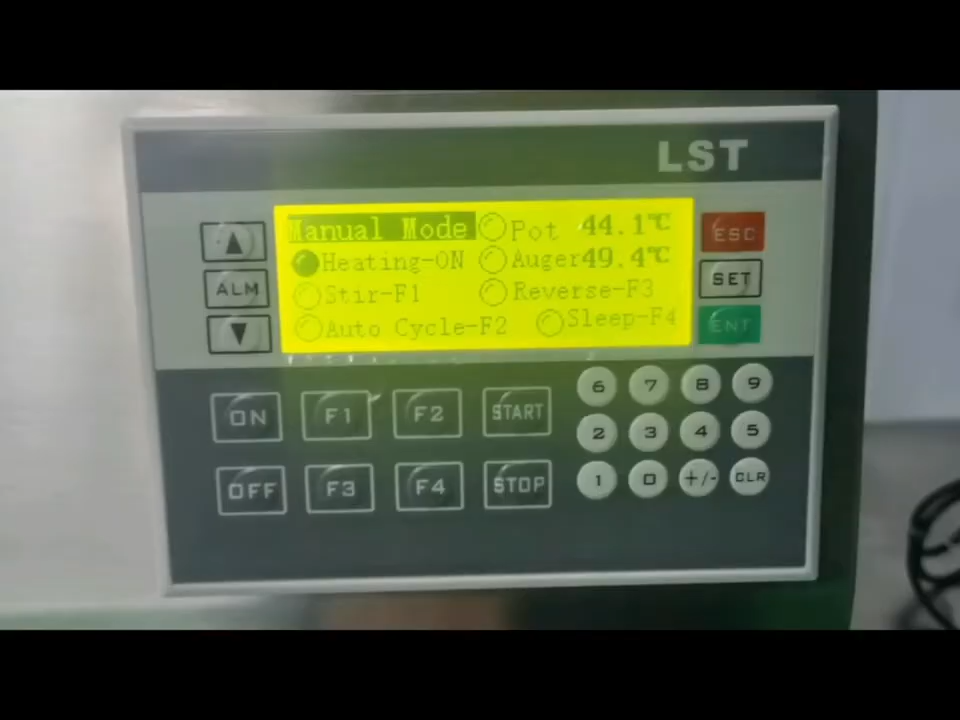 LST
Manual Mode Pot 44.1℃
Heating-ON Auger 49.4℃
Stir-F1 Reverse-F3
Auto Cycle-F2 Sleep-F4
ALM
ESC
SET
ENT
ON F1 F2 START
OFF F3 F4 STOP
6 7 8 9
2 3 4 5
1 0 +/- CLR